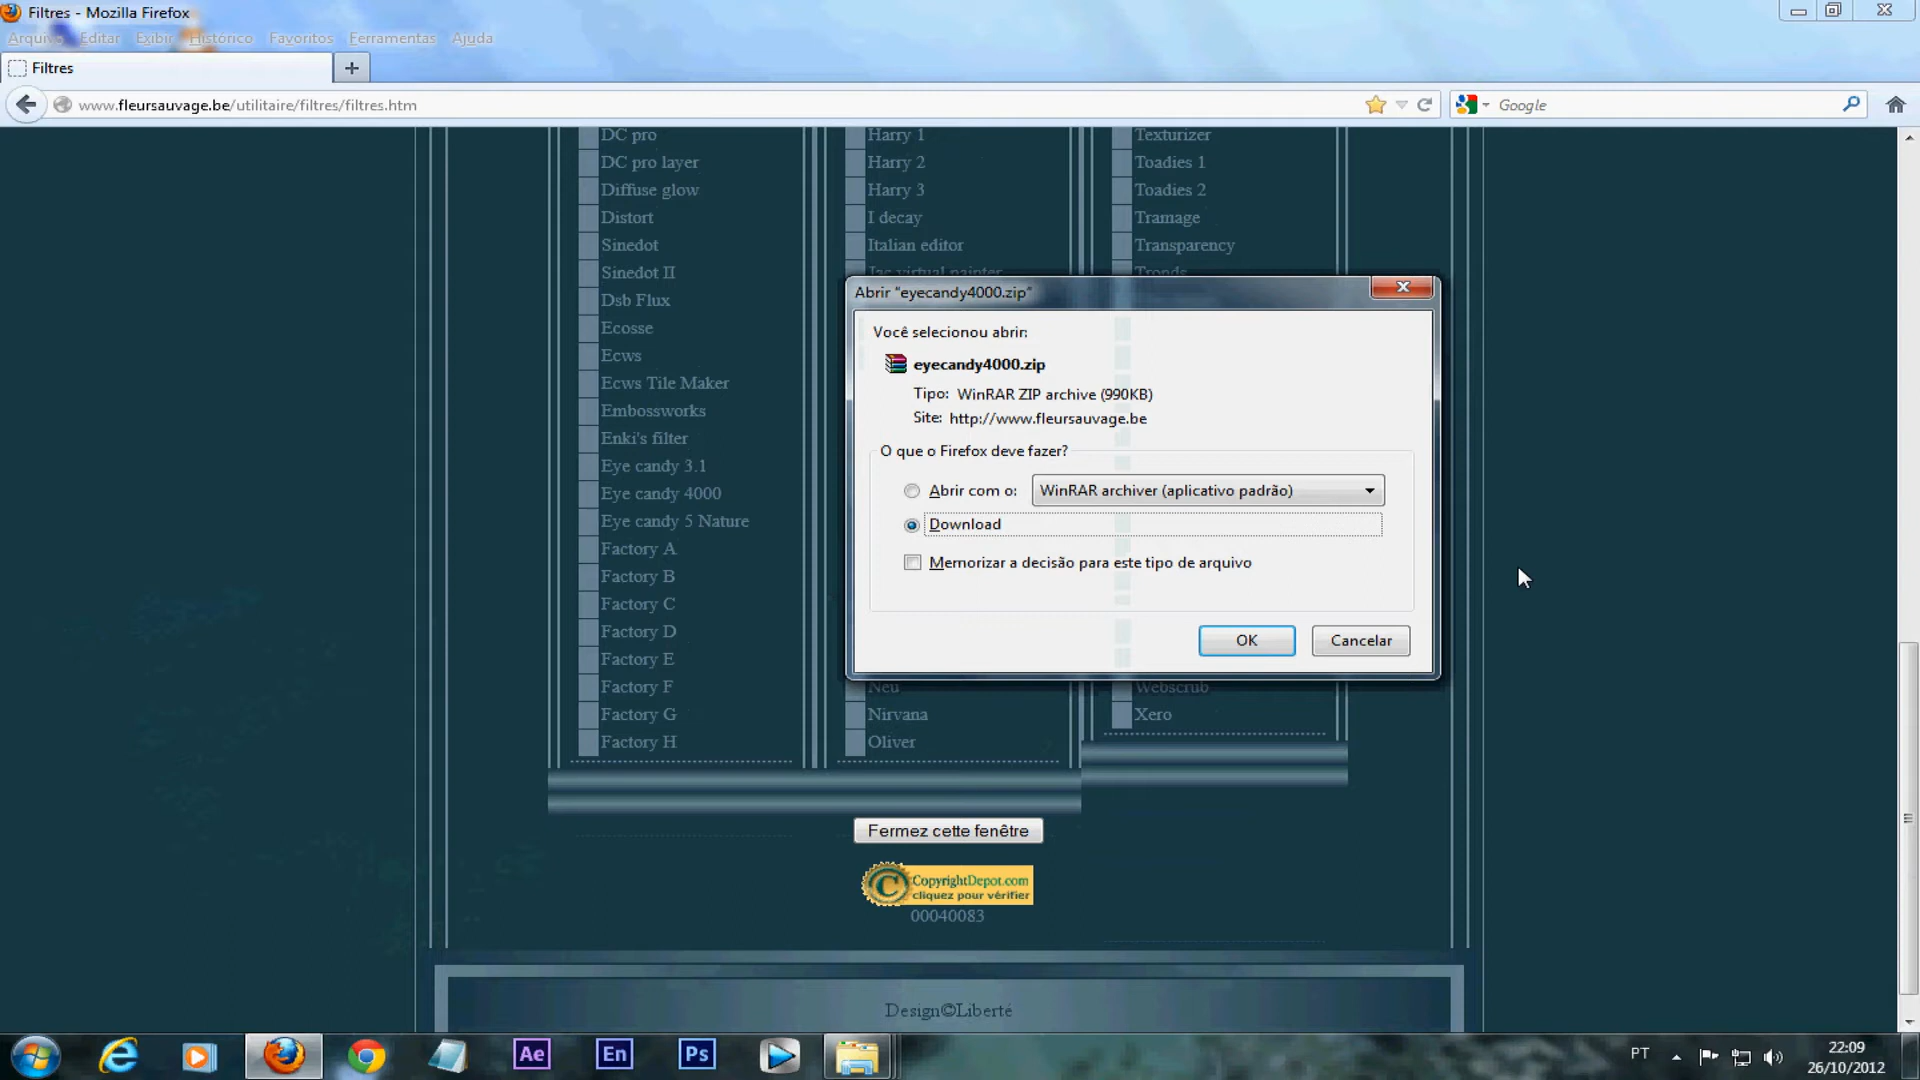 Filtres - Mozilla Firefox
Arquivo Editar Exibir Histórico Favoritos Ferramentas Ajuda
Filtres
www.fleursauvage.be/utilitaire/filtres/filtres.htm
Google
DC pro
DC pro layer
Diffuse glow
Distort
Sinedot
Sinedot II
Dsb Flux
Ecosse
Ecws
Ecws Tile Maker
Embossworks
Enki's filter
Eye candy 3.1
Eye candy 4000
Eye candy 5 Nature
Factory A
Factory B
Factory C
Factory D
Factory E
Factory F
Factory G
Factory H
Harry 1
Harry 2
Harry 3
I decay
Italian editor
Jac virtual painter
Neu
Nirvana
Oliver
Texturizer
Toadies 1
Toadies 2
Tramage
Transparency
Tronds
Webscrub
Xero
Abrir "eyecandy4000.zip"
Você selecionou abrir:
eyecandy4000.zip
Tipo: WinRAR ZIP archive (990KB)
Site: http://www.fleursauvage.be
O que o Firefox deve fazer?
Abrir com o: WinRAR archiver (aplicativo padrão)
Download
Memorizar a decisão para este tipo de arquivo
OK Cancelar
Fermez cette fenêtre
CopyrightDepot.com
cliquez pour vérifier
00040083
Design©Liberté
Ae En Ps
PT
22:09
26/10/2012